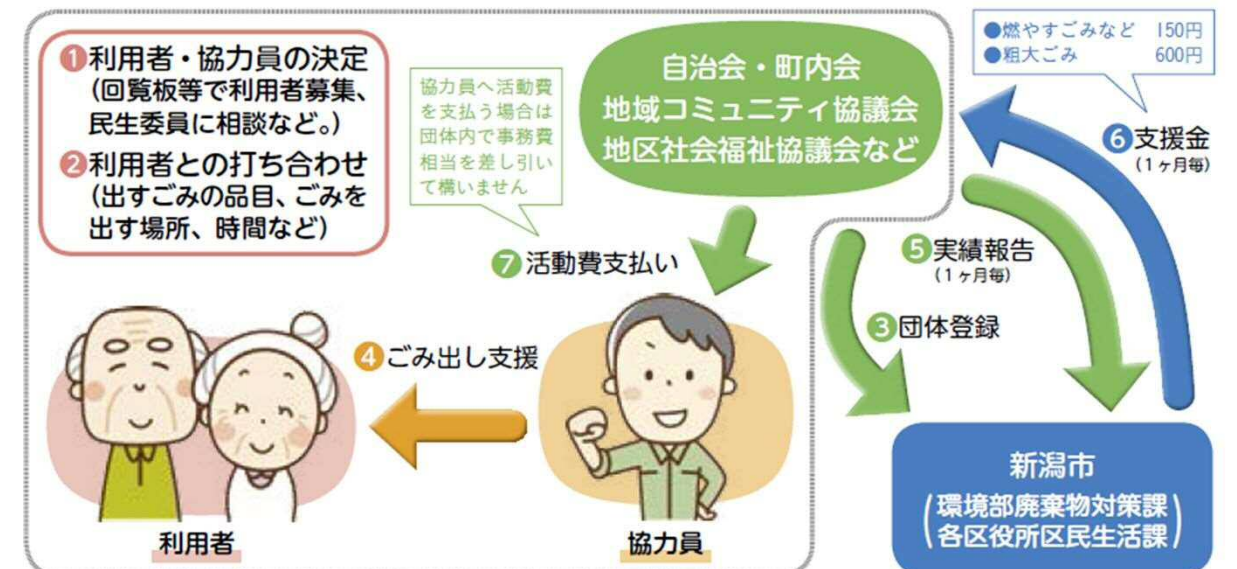 ❶利用者・協力員の決定
(回覧板等で利用者募集、
民生委員に相談など。)
❷利用者との打ち合わせ
(出すごみの品目、ごみを
出す場所、時間など)
協力員へ活動費
を支払う場合は
団体内で事務費
相当を差し引い
て構いません
自治会・町内会
地域コミュニティ協議会
地区社会福祉協議会など
●燃やすごみなど 150円
●粗大ごみ 600円
❻支援金
(1ヶ月毎)
❺実績報告
(1ヶ月毎)
❼活動費支払い
❸団体登録
❹ごみ出し支援
利用者
協力員
新潟市
(環境部廃棄物対策課
各区役所区民生活課)